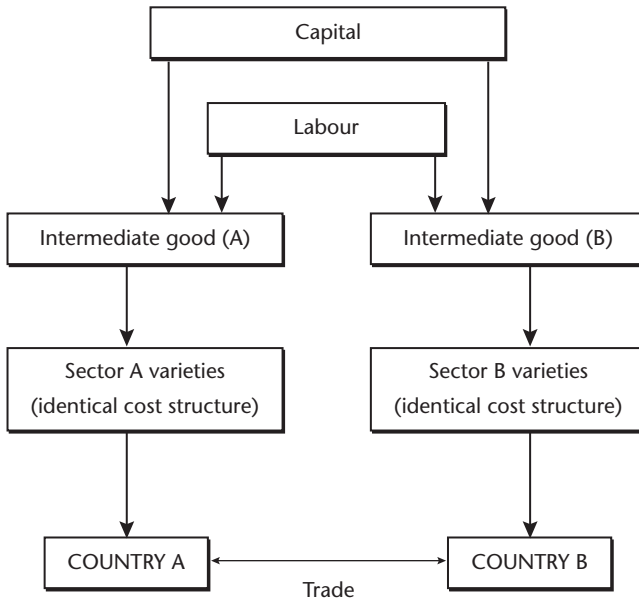 Capital
Labour
Intermediate good (A)
Intermediate good (B)
Sector A varieties
(identical cost structure)
Sector B varieties
(identical cost structure)
COUNTRY A
COUNTRY B
Trade